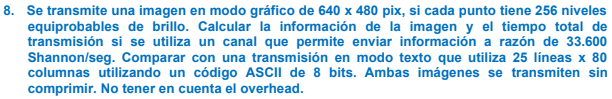 8. Se transmite una imagen en modo gráfico de 640 x 480 pix, si cada punto tiene 256 niveles
equiprobables de brillo. Calcular la información de la imagen y el tiempo total de
transmisión si se utiliza un canal que permite enviar información a razón de 33.600
Shannon/seg. Comparar con una transmisión en modo texto que utiliza 25 líneas x 80
columnas utilizando un código ASCII de 8 bits. Ambas imágenes se transmiten sin
comprimir. No tener en cuenta el overhead.